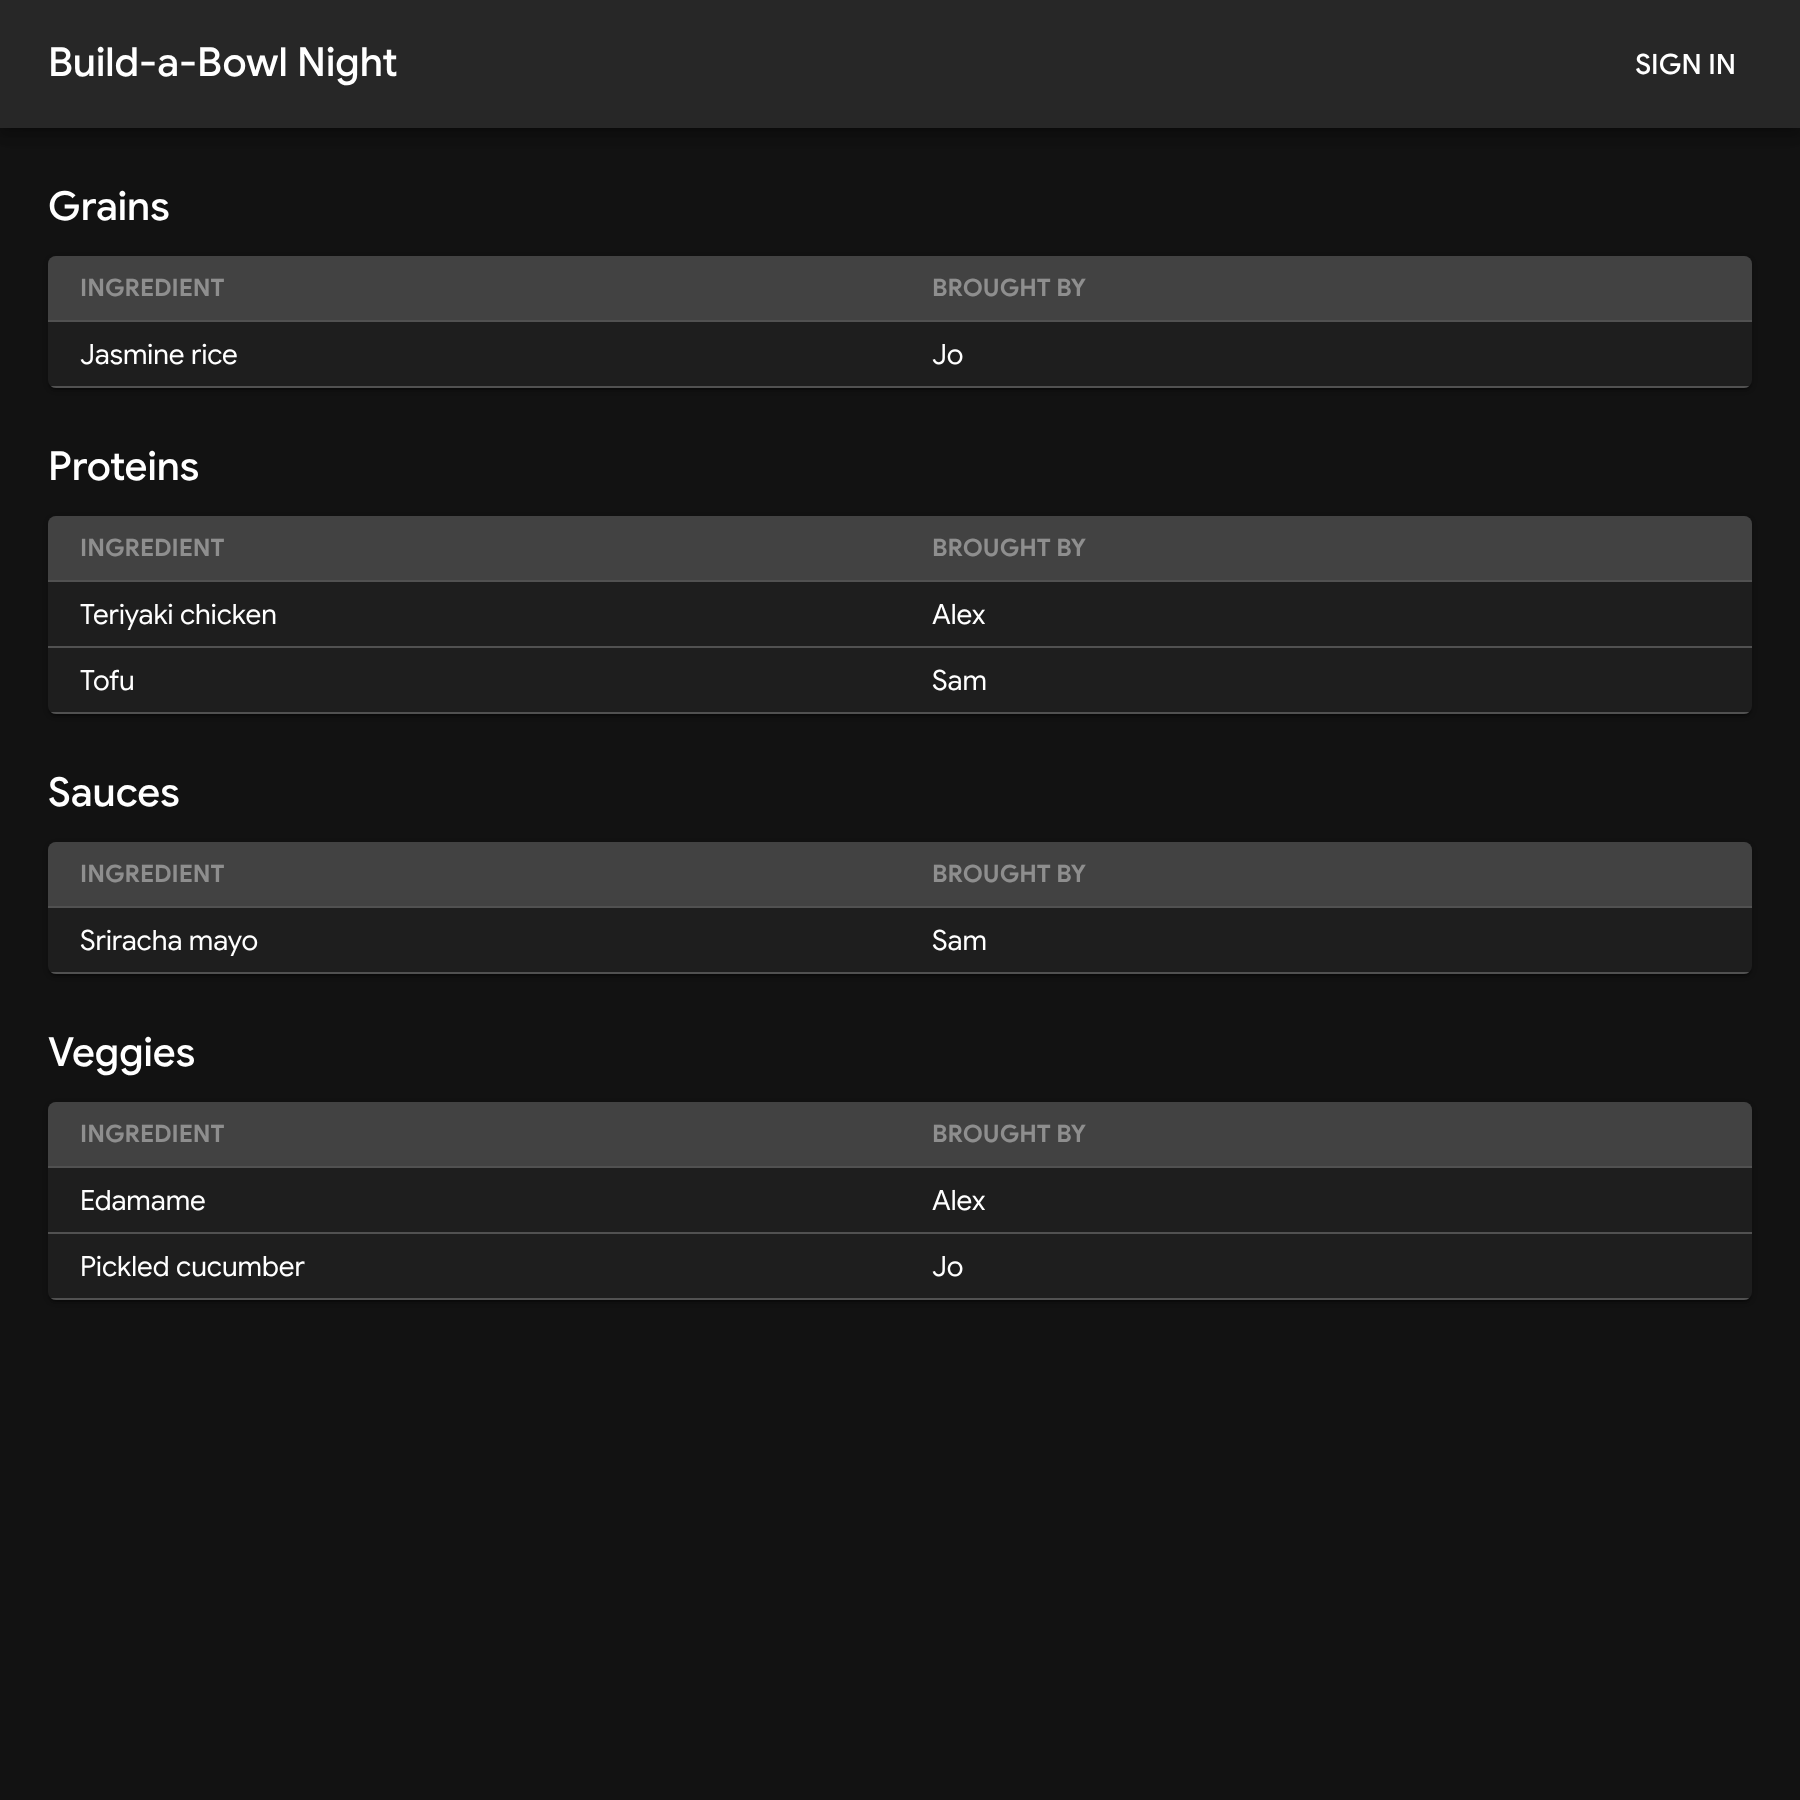 Build-a-Bowl Night
SIGN IN
Grains
INGREDIENT BROUGHT BY
Jasmine rice Jo
Proteins
INGREDIENT BROUGHT BY
Teriyaki chicken Alex
Tofu Sam
Sauces
INGREDIENT BROUGHT BY
Sriracha mayo Sam
Veggies
INGREDIENT BROUGHT BY
Edamame Alex
Pickled cucumber Jo